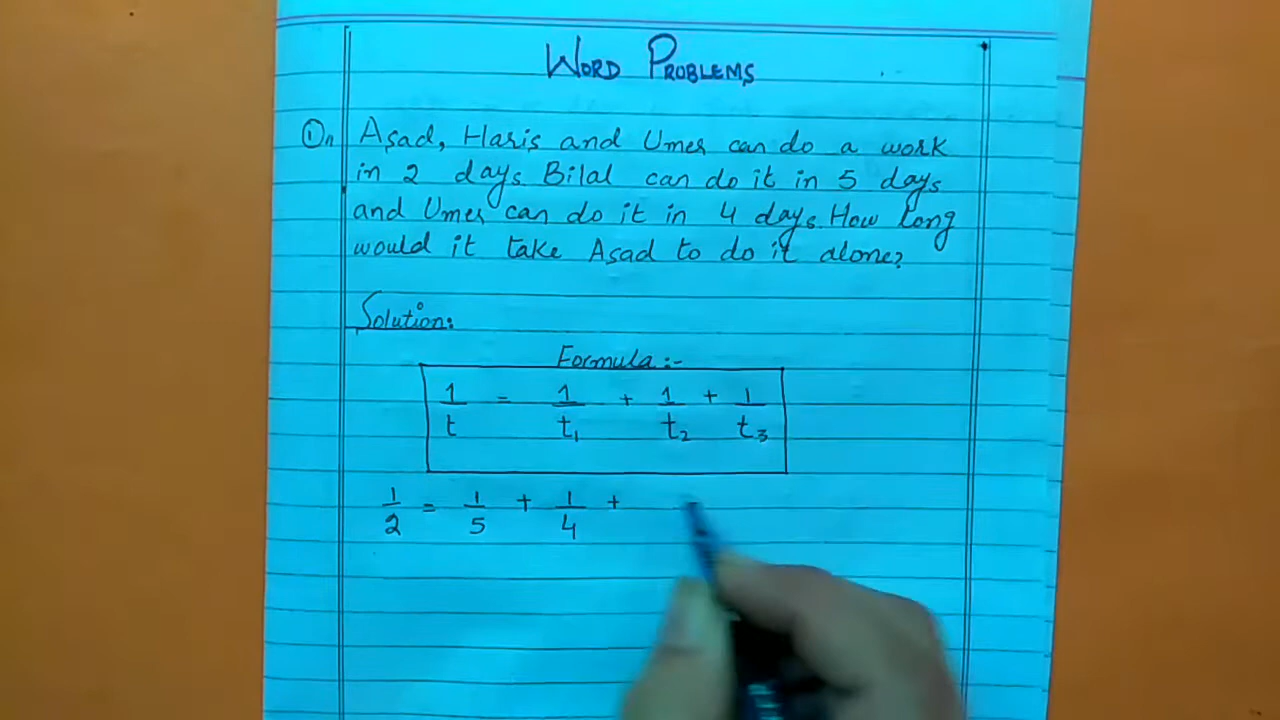 WORD PROBLEMS
①n Asad, Haris and Umer can do a work
in 2 days Bilal can do it in 5 days
and Umer can do it in 4 days. How long
would it take Asad to do it alone?
Solution:
Formula:-
1/t = 1/t₁ + 1/t₂ + 1/t₃
1/2 = 1/5 + 1/4 +